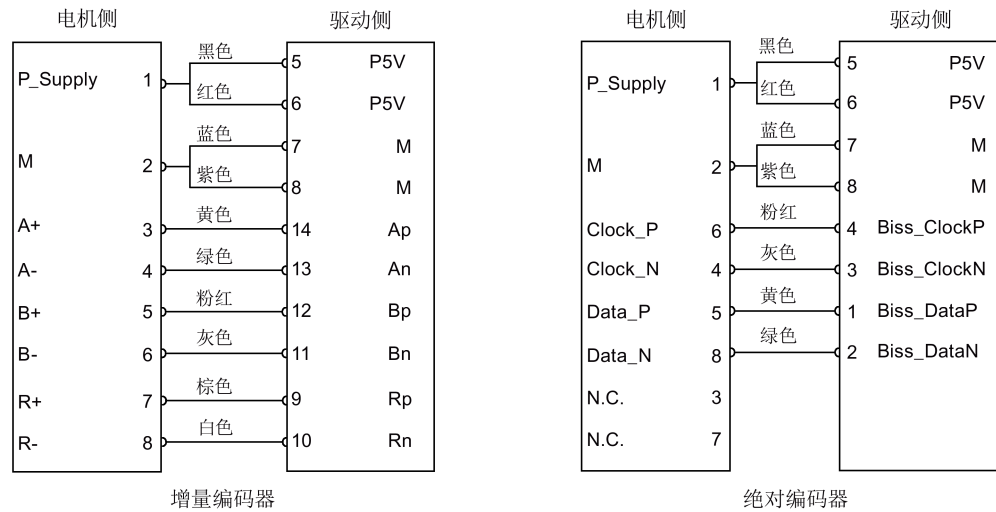 电机侧 驱动侧
黑色
5 P5V
P_Supply 1
红色
6 P5V
蓝色
7 M
M 2
紫色
8 M
黄色
A+ 3 14 Ap
绿色
A- 4 13 An
粉红
B+ 5 12 Bp
灰色
B- 6 11 Bn
棕色
R+ 7 9 Rp
白色
R- 8 10 Rn
增量编码器
电机侧 驱动侧
黑色
5 P5V
P_Supply 1
红色
6 P5V
蓝色
7 M
M 2
紫色
8 M
粉红
Clock_P 6 4 Biss_ClockP
灰色
Clock_N 4 3 Biss_ClockN
黄色
Data_P 5 1 Biss_DataP
绿色
Data_N 8 2 Biss_DataN
N.C. 3
N.C. 7
绝对编码器